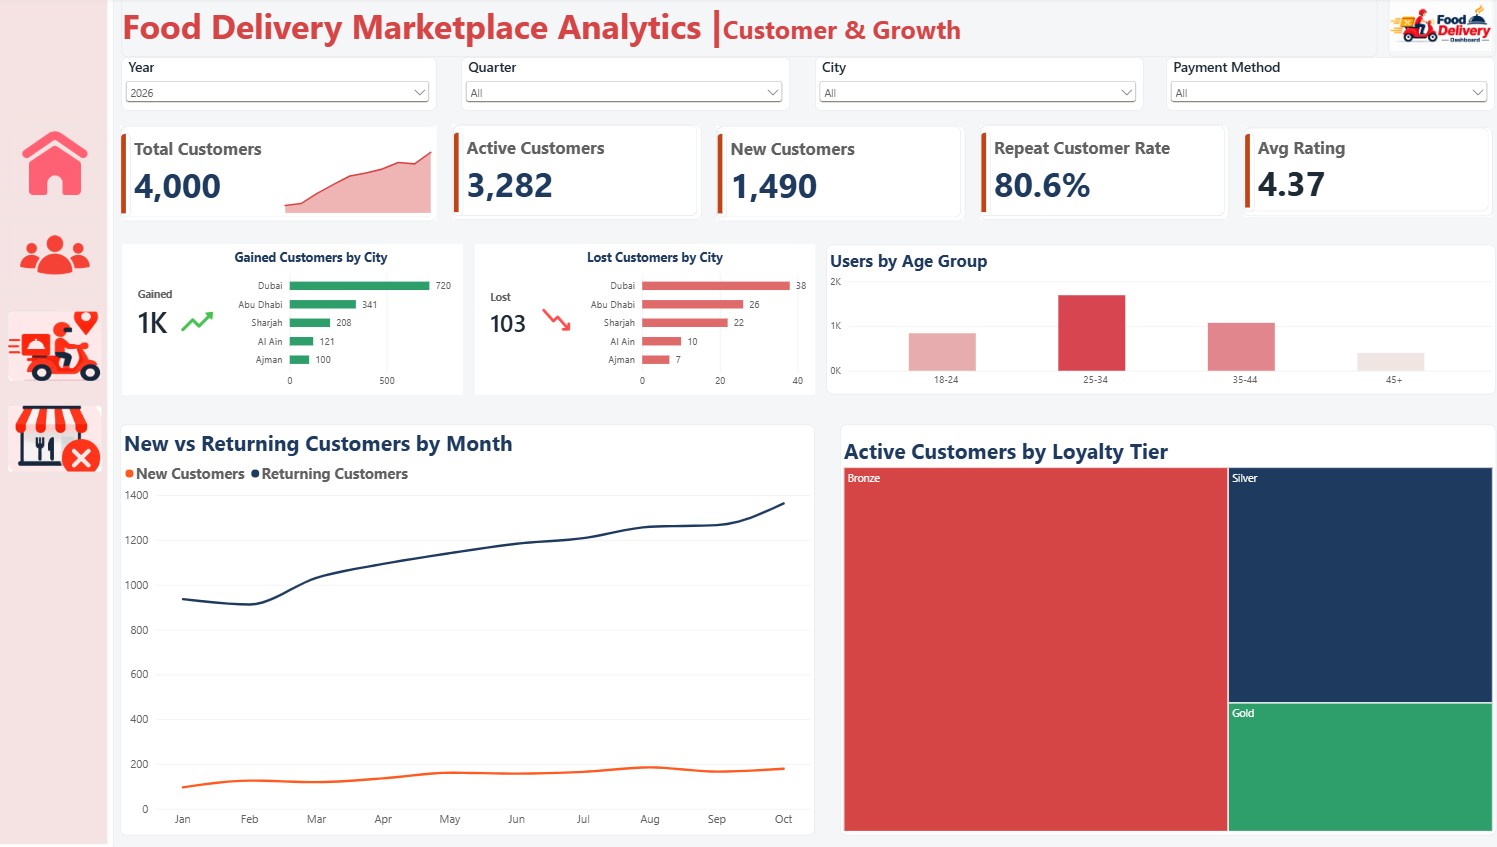 Food Delivery Marketplace Analytics |Customer & Growth
Food
Delivery
Dashboard
Year
2026
Quarter
All
City
All
Payment Method
All
Total Customers
4,000
Active Customers
3,282
New Customers
1,490
Repeat Customer Rate
80.6%
Avg Rating
4.37
Gained Customers by City
Gained
1K
Dubai 720
Abu Dhabi 341
Sharjah 208
Al Ain 121
Ajman 100
0 500
Lost Customers by City
Lost
103
Dubai 38
Abu Dhabi 26
Sharjah 22
Al Ain 10
Ajman 7
0 20 40
Users by Age Group
2K
1K
0K
18-24 25-34 35-44 45+
New vs Returning Customers by Month
New Customers Returning Customers
1400
1200
1000
800
600
400
200
0
Jan Feb Mar Apr May Jun Jul Aug Sep Oct
Active Customers by Loyalty Tier
Bronze
Silver
Gold